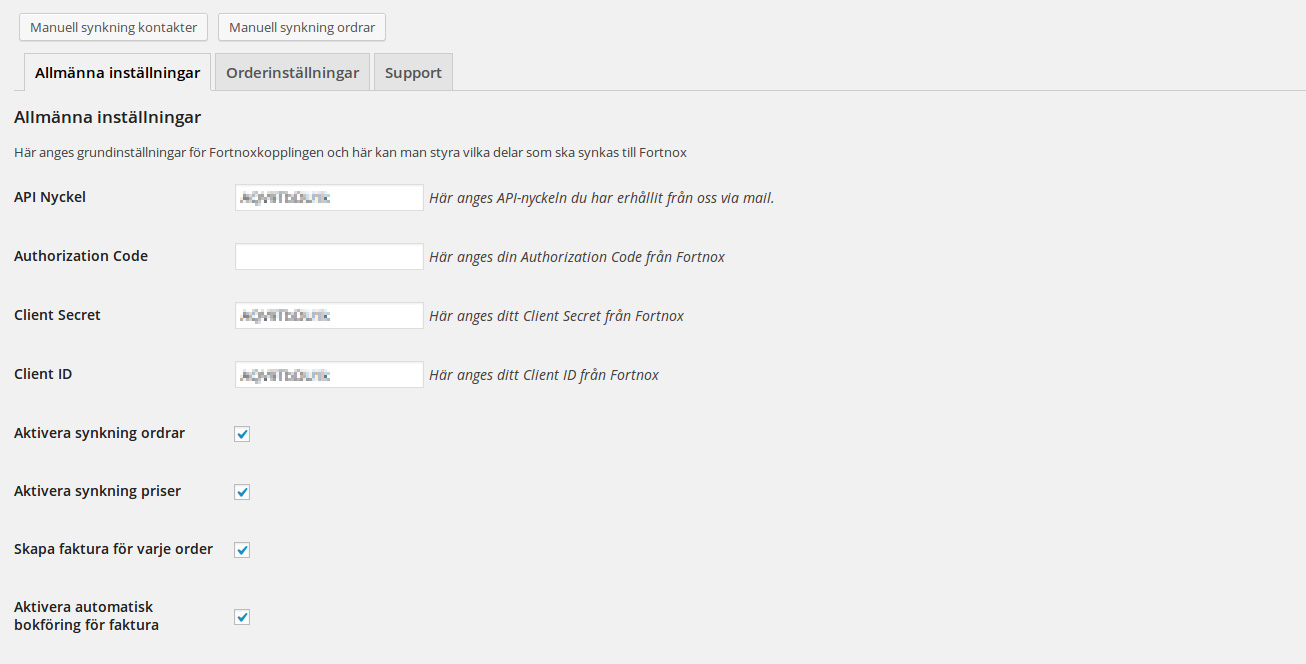 Manuell synkning kontakter Manuell synkning ordrar
Allmänna inställningar Orderinställningar Support
Allmänna inställningar
Här anges grundinställningar för Fortnoxkopplingen och här kan man styra vilka delar som ska synkas till Fortnox
API Nyckel Här anges API-nyckeln du har erhållit från oss via mail.
Authorization Code Här anges din Authorization Code från Fortnox
Client Secret Här anges ditt Client Secret från Fortnox
Client ID Här anges ditt Client ID från Fortnox
Aktivera synkning ordrar
Aktivera synkning priser
Skapa faktura för varje order
Aktivera automatisk
bokföring för faktura